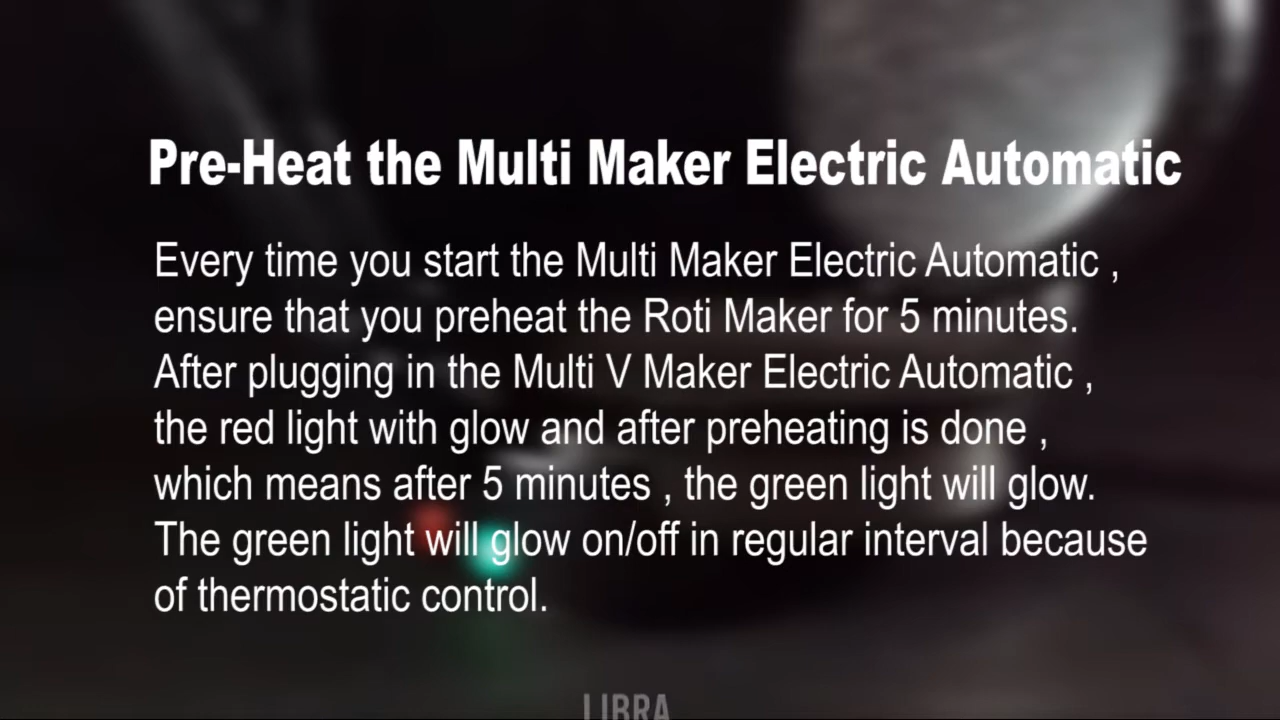 Pre-Heat the Multi Maker Electric Automatic
Every time you start the Multi Maker Electric Automatic ,
ensure that you preheat the Roti Maker for 5 minutes.
After plugging in the Multi V Maker Electric Automatic ,
the red light with glow and after preheating is done ,
which means after 5 minutes , the green light will glow.
The green light will glow on/off in regular interval because
of thermostatic control.
LIBRA